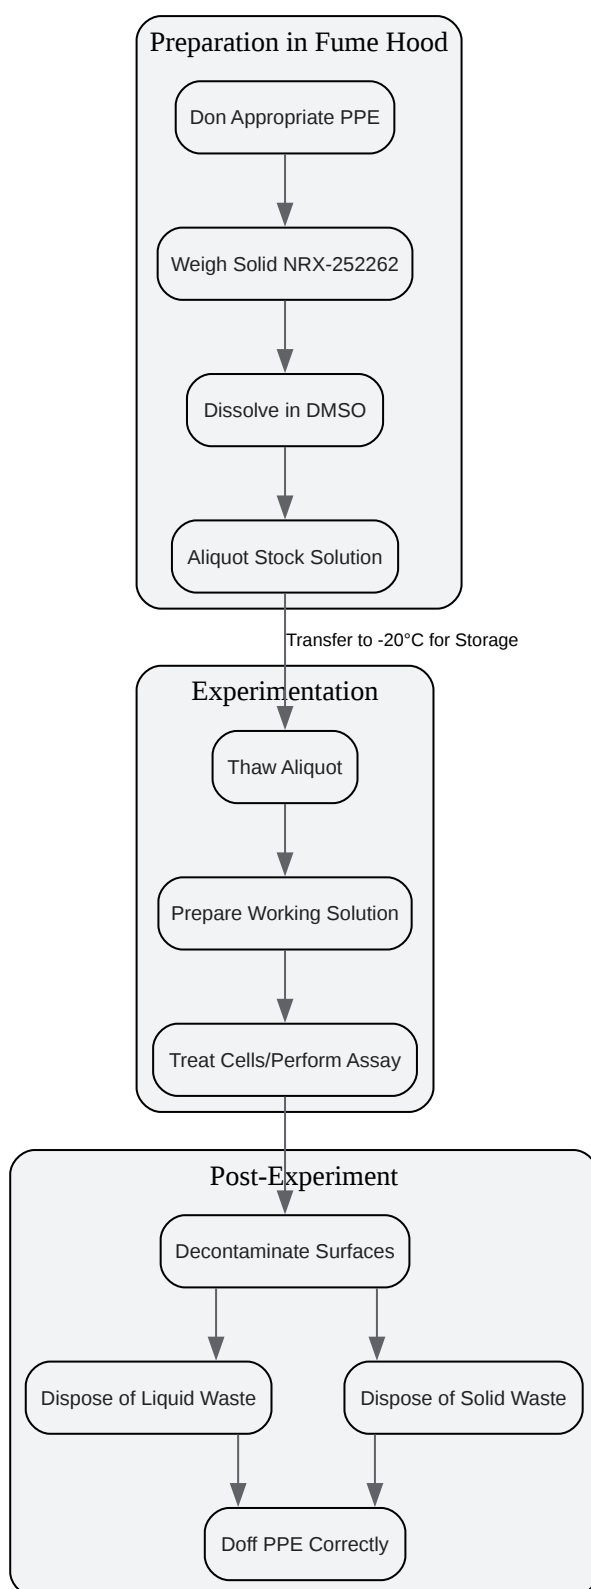 Preparation in Fume Hood
Don Appropriate PPE
Weigh Solid NRX-252262
Dissolve in DMSO
Aliquot Stock Solution
Transfer to -20°C for Storage
Experimentation
Thaw Aliquot
Prepare Working Solution
Treat Cells/Perform Assay
Post-Experiment
Decontaminate Surfaces
Dispose of Liquid Waste
Dispose of Solid Waste
Doff PPE Correctly